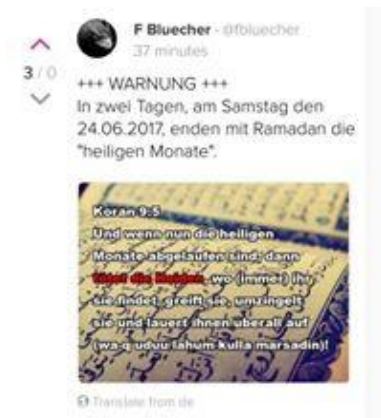 F Bluecher - @fbluecher
37 minutes
3 / 0
+++ WARNUNG +++
In zwei Tagen, am Samstag den
24.06.2017, enden mit Ramadan die
"heiligen Monate".
Koran 9:5
Und wenn nun die heiligen
Monate abgelaufen sind, dann
tötet die Heiden, wo (immer) ihr
sie findet, greift sie, umzingelt
sie und lauert ihnen überall auf
(wa-q'uduu lahum kulla marsadin)!
Translate from de